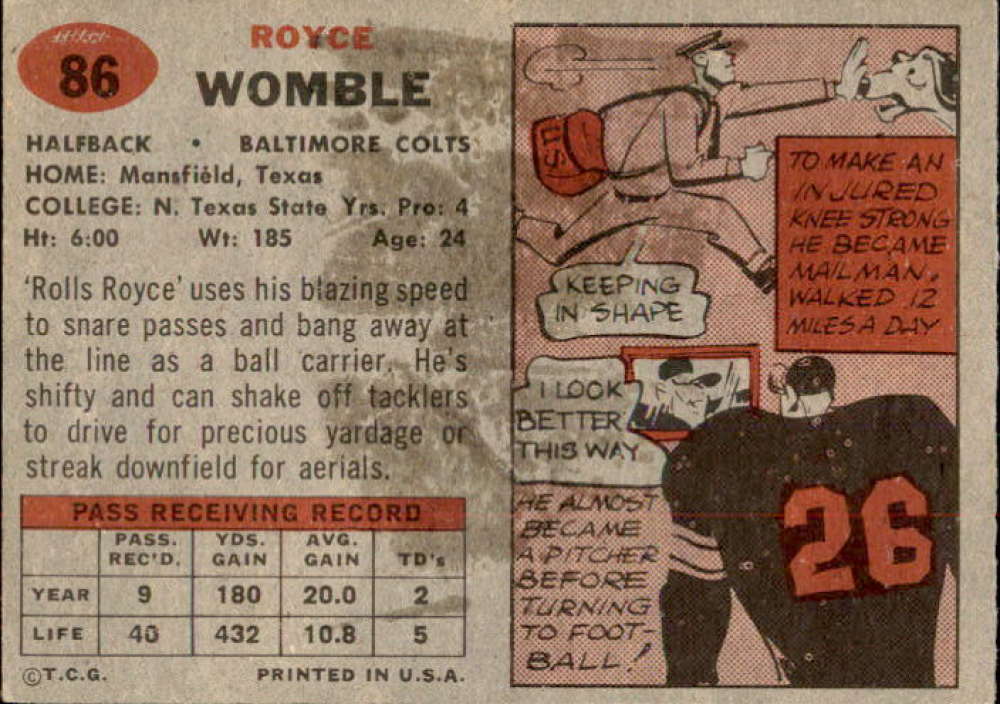 86
ROYCE
WOMBLE
HALFBACK • BALTIMORE COLTS
HOME: Mansfield, Texas
COLLEGE: N. Texas State Yrs. Pro: 4
Ht: 6:00 Wt: 185 Age: 24
'Rolls Royce' uses his blazing speed
to snare passes and bang away at
the line as a ball carrier. He's
shifty and can shake off tacklers
to drive for precious yardage or
streak downfield for aerials.
PASS RECEIVING RECORD
PASS. REC'D. YDS. GAIN AVG. GAIN TD's
YEAR 9 180 20.0 2
LIFE 40 432 10.8 5
©T.C.G. PRINTED IN U.S.A.
U.S.
TO MAKE AN
INJURED
KNEE STRONG
HE BECAME
MAILMAN,
WALKED 12
MILES A DAY
KEEPING
IN SHAPE
I LOOK
BETTER
THIS WAY
HE ALMOST
BECAME
A PITCHER
BEFORE
TURNING
TO FOOT-
BALL!
26